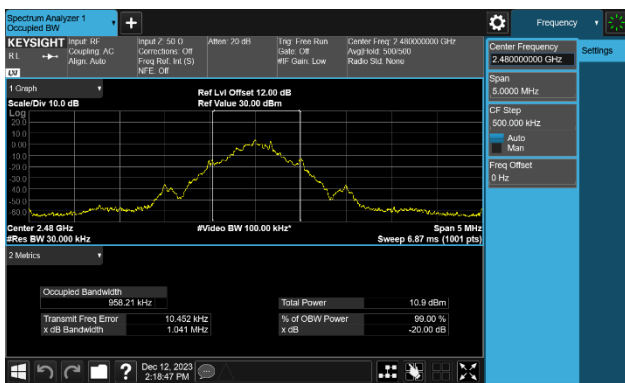 Spectrum Analyzer 1
Occupied BW
+
Frequency
KEYSIGHT
R L
LXI
Input: RF
Coupling: AC
Align: Auto
Input Z: 50 Ω
Corrections: Off
Freq Ref: Int (S)
NFE: Off
Atten: 20 dB
Trig: Free Run
Gate: Off
#IF Gain: Low
Center Freq: 2.480000000 GHz
Avg|Hold: 500/500
Radio Std: None
Center Frequency
2.480000000 GHz
Settings
Span
5.0000 MHz
CF Step
500.000 kHz
Auto
Man
Freq Offset
0 Hz
1 Graph
Scale/Div 10.0 dB
Ref Lvl Offset 12.00 dB
Ref Value 30.00 dBm
Log
20.0
10.0
0.00
-10.0
-20.0
-30.0
-40.0
-50.0
-60.0
Center 2.48 GHz
#Video BW 100.00 kHz*
Span 5 MHz
#Res BW 30.000 kHz
Sweep 6.87 ms (1001 pts)
2 Metrics
Occupied Bandwidth
958.21 kHz
Total Power 10.9 dBm
Transmit Freq Error 10.452 kHz
% of OBW Power 99.00 %
x dB Bandwidth 1.041 MHz
x dB -20.00 dB
?
Dec 12, 2023
2:18:47 PM